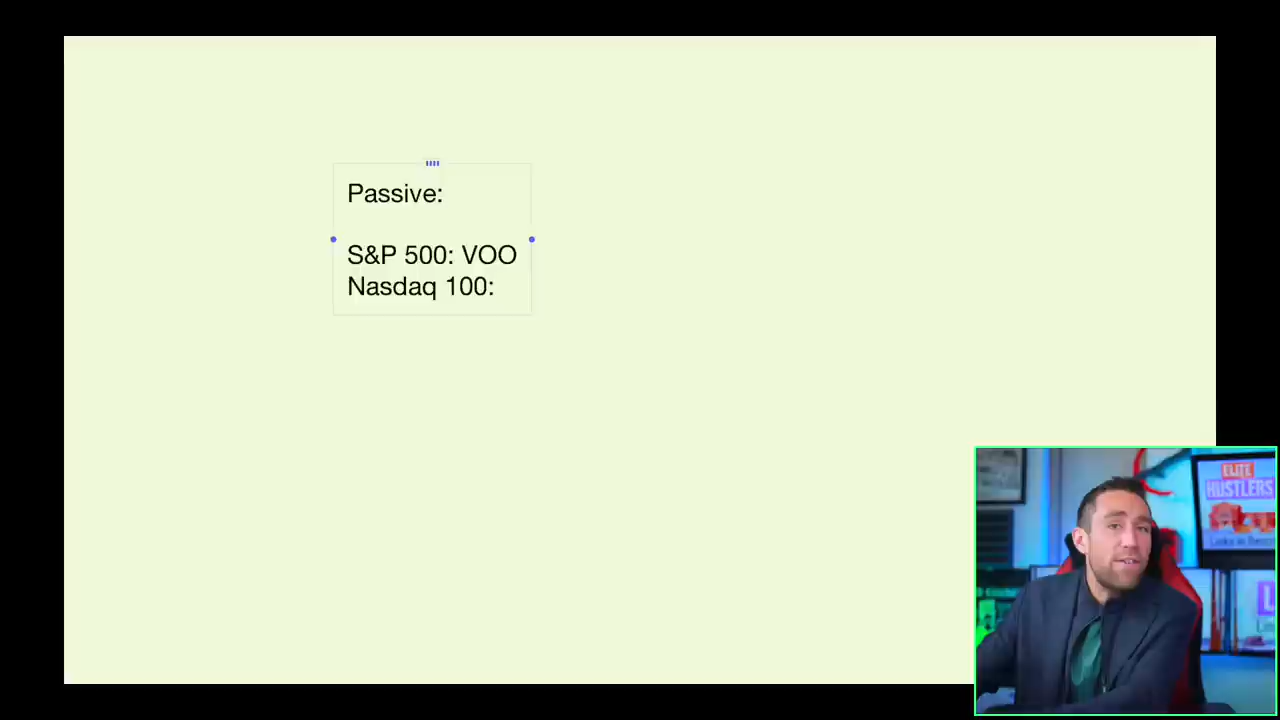 Passive:
S&P 500: VOO
Nasdaq 100:
ELITE
HUSTLERS